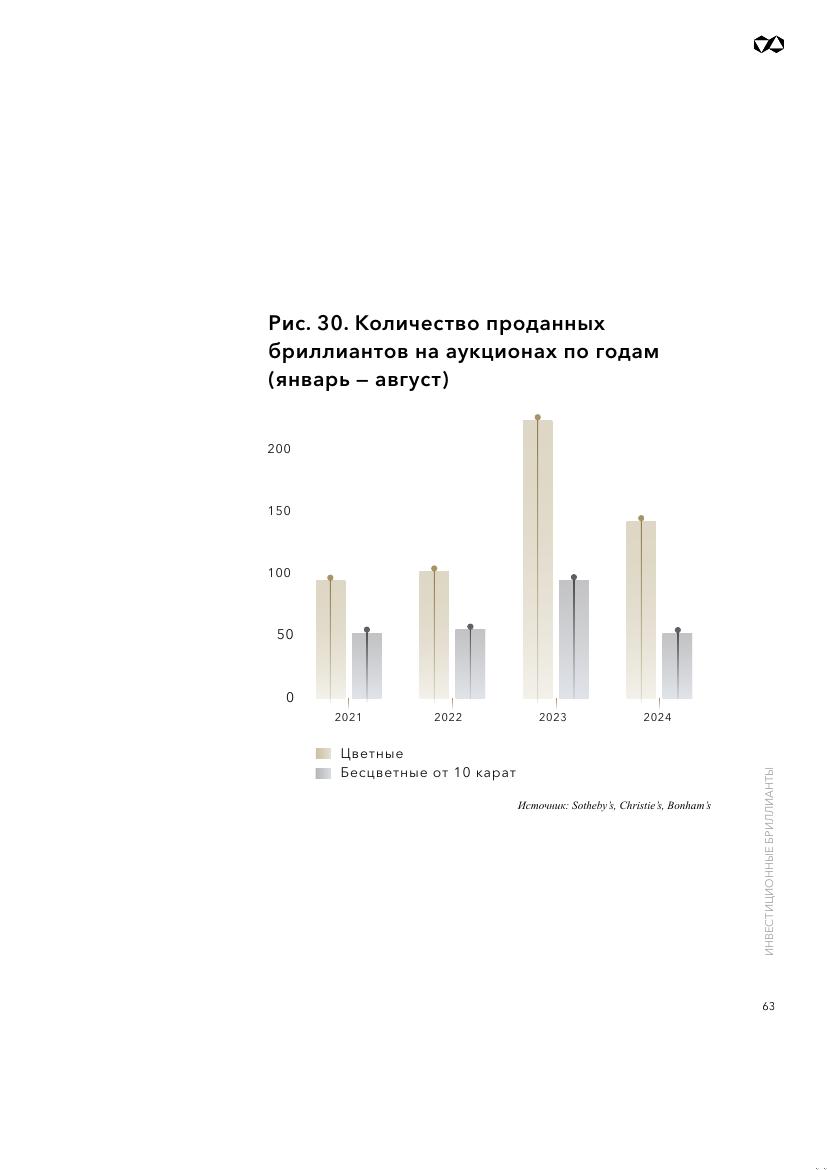 Рис. 30. Количество проданных
бриллиантов на аукционах по годам
(январь — август)
200
150
100
50
0
2021
2022
2023
2024
Цветные
Бесцветные от 10 карат
Источник: Sotheby's, Christie's, Bonham's
ИНВЕСТИЦИОННЫЕ БРИЛЛИАНТЫ
63